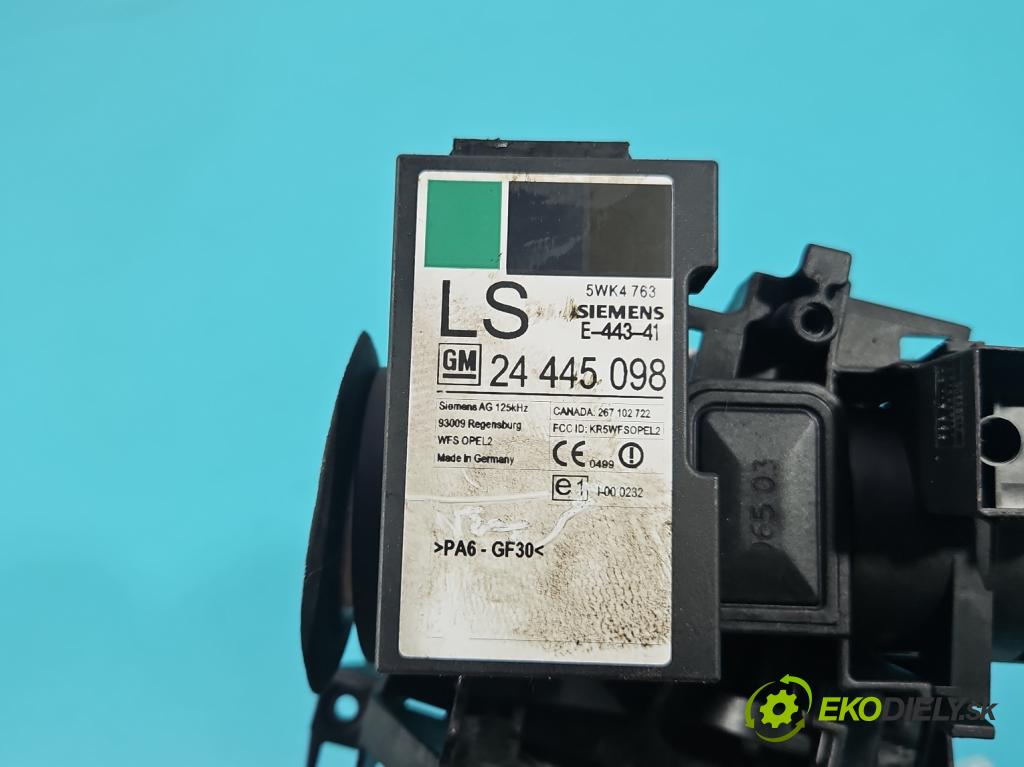 LS
5WK4 763
SIEMENS
E-443-41
GM 24 445 098
Siemens AG 125kHz
93009 Regensburg
WFS OPEL2
Made in Germany
CANADA: 267 102 722
FCC ID: KR5WFSOPEL2
CE 0499
e1 I-00 0232
>PA6 - GF30<
06503
EKODIELY.SK